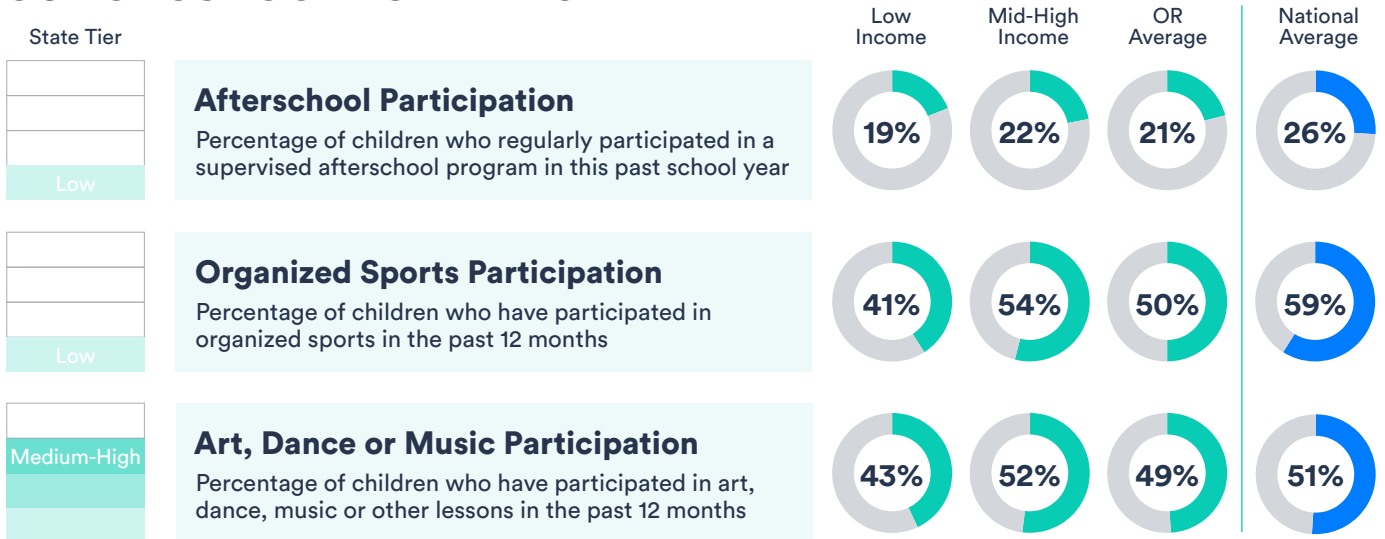 State Tier
Low
Income
Mid-High
Income
OR
Average
National
Average
Low
Afterschool Participation
Percentage of children who regularly participated in a
supervised afterschool program in this past school year
19%
22%
21%
26%
Low
Organized Sports Participation
Percentage of children who have participated in
organized sports in the past 12 months
41%
54%
50%
59%
Medium-High
Art, Dance or Music Participation
Percentage of children who have participated in art,
dance, music or other lessons in the past 12 months
43%
52%
49%
51%